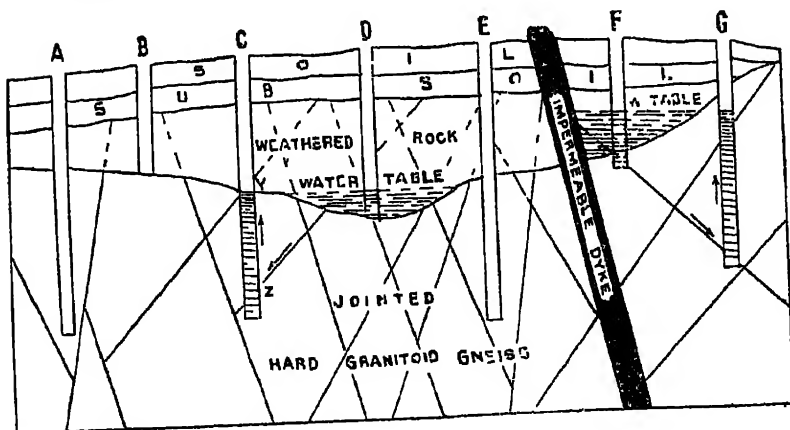 A B C D E F G
S O I L
S U B S O I L
W TABLE
WEATHERED ROCK
WATER TABLE
Y
Z
IMPERMEABLE DYKE
JOINTED
HARD GRANITOID GNEISS